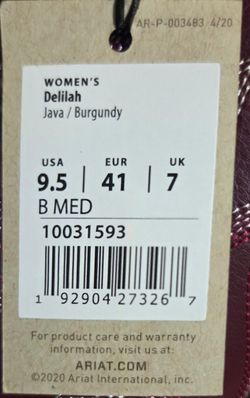 AR-P-003483 4/20
WOMEN'S
Delilah
Java / Burgundy
USA EUR UK
9.5 | 41 | 7
B MED
10031593
1 92904 27326 7
For product care and warranty
information, visit us at:
ARIAT.COM
©2020 Ariat International, inc.